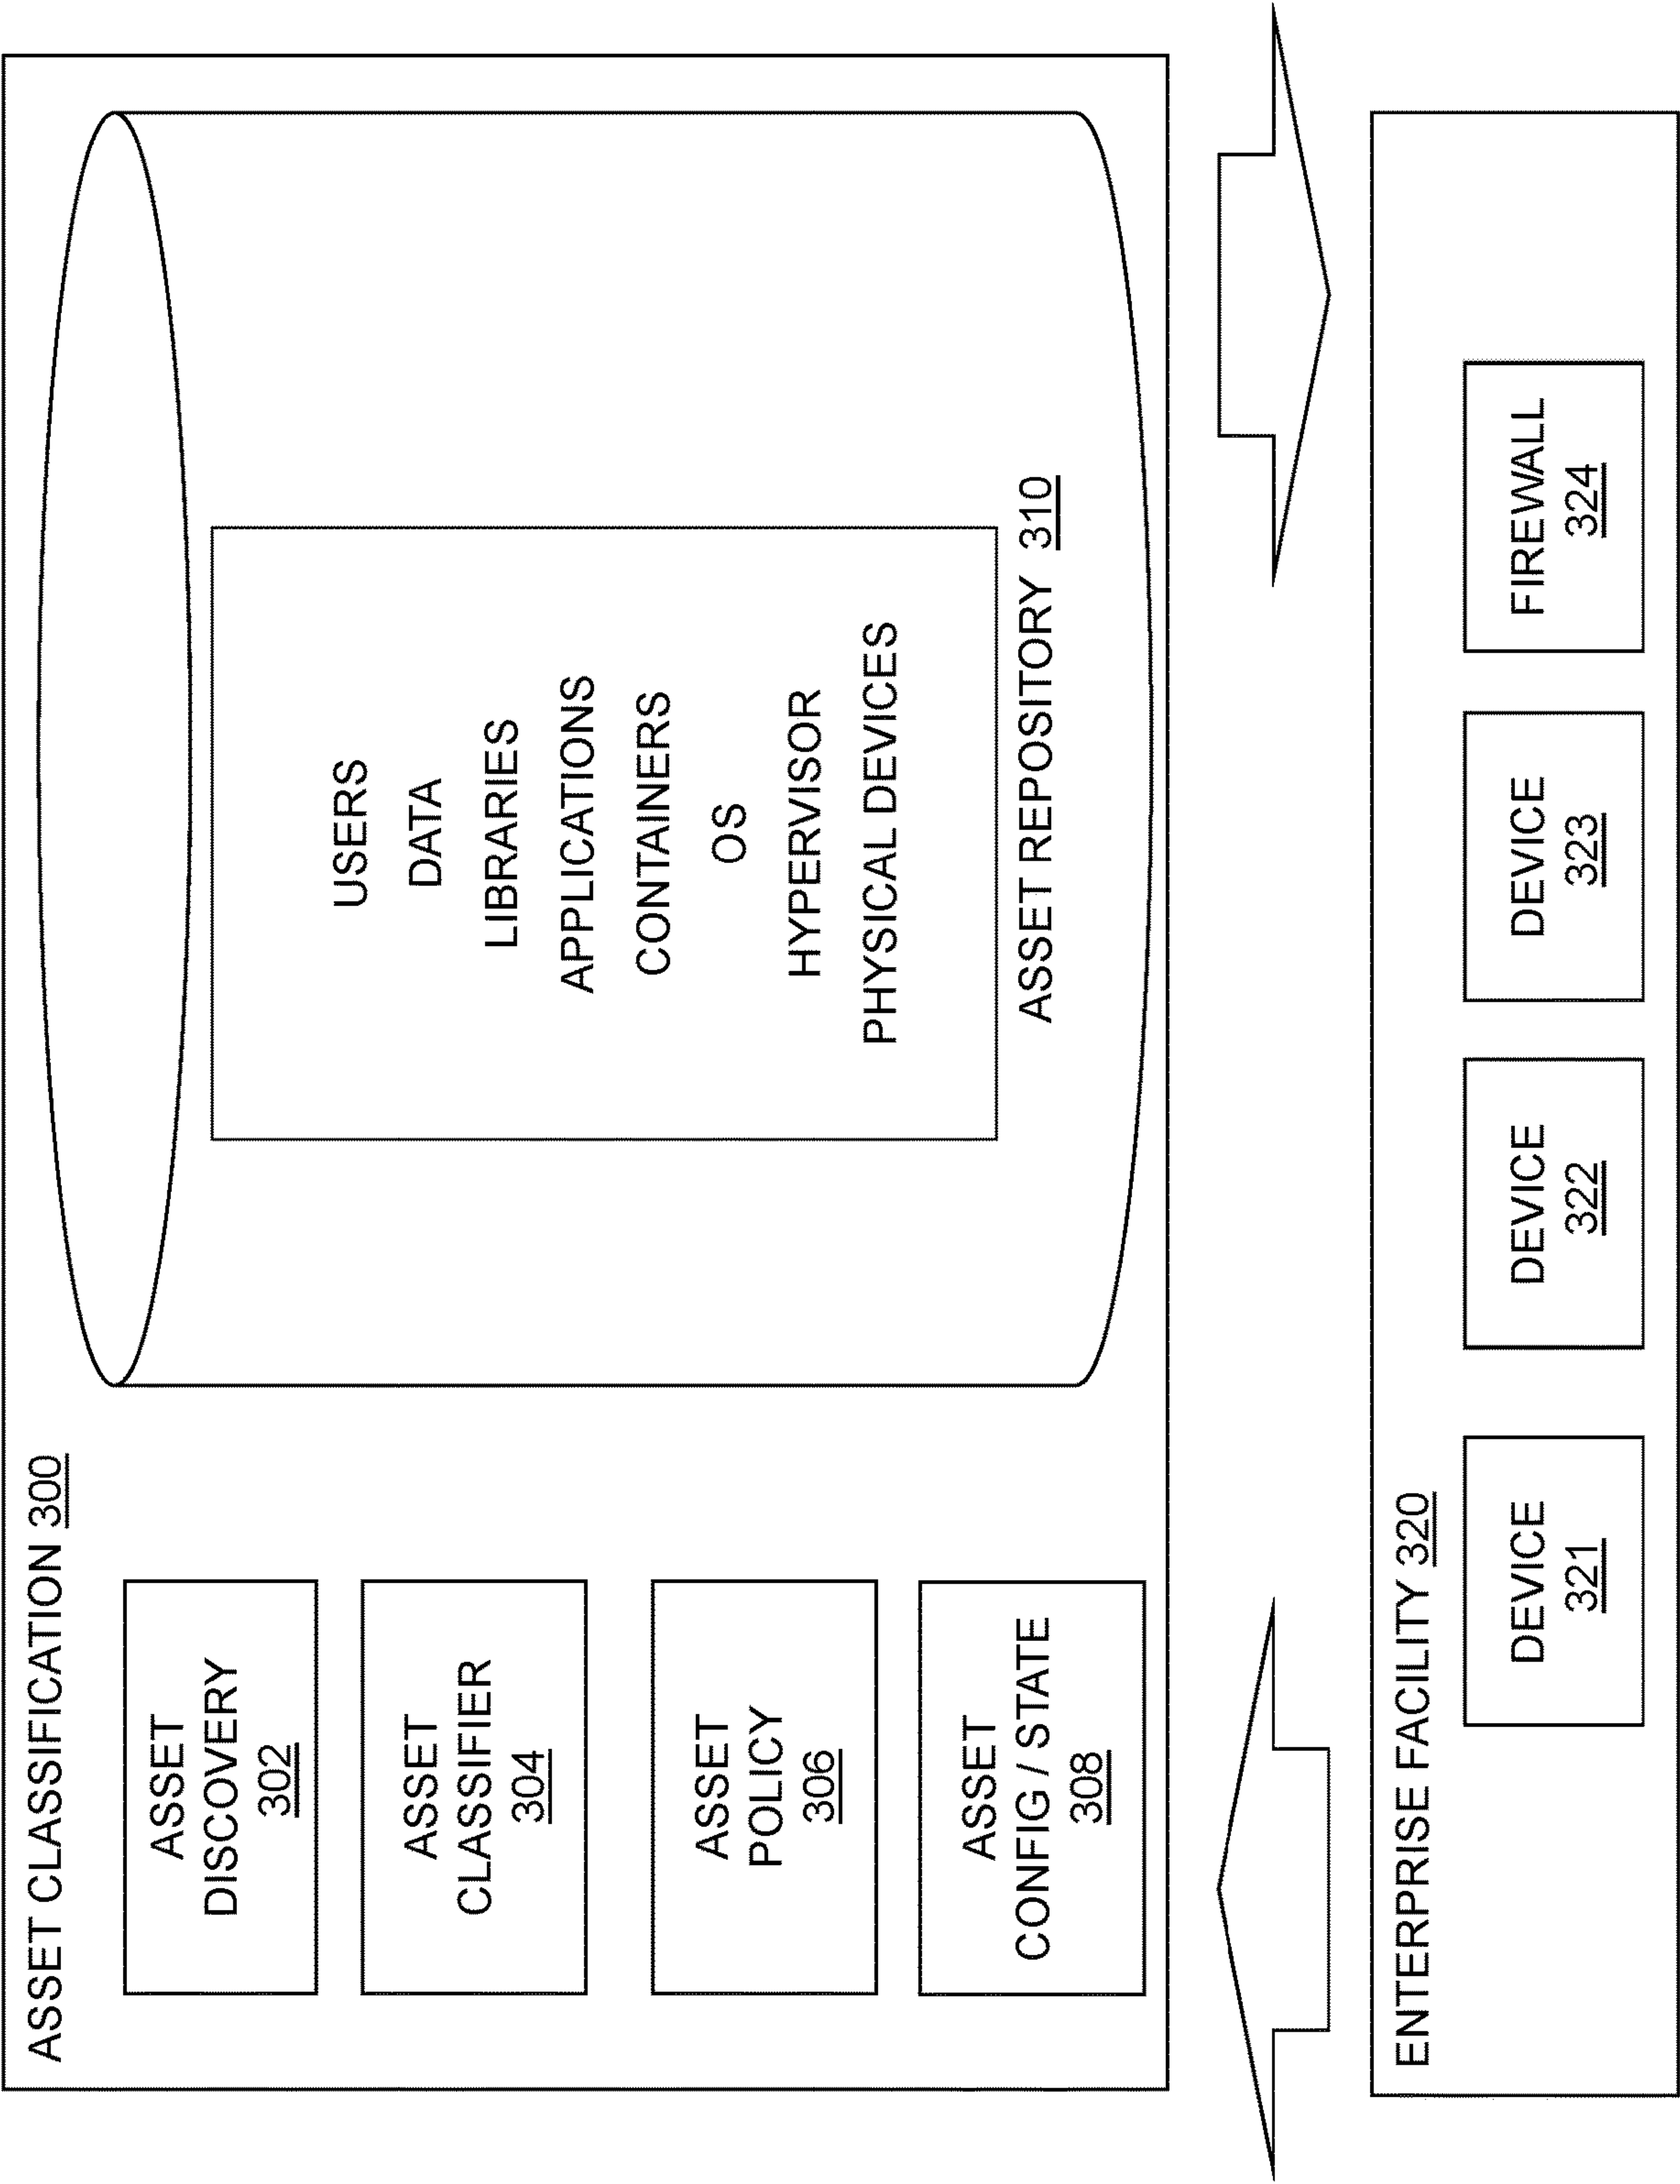 ASSET CLASSIFICATION 300
ASSET
DISCOVERY
302
ASSET
CLASSIFIER
304
ASSET
POLICY
306
ASSET
CONFIG / STATE
308
USERS
DATA
LIBRARIES
APPLICATIONS
CONTAINERS
OS
HYPERVISOR
PHYSICAL DEVICES
ASSET REPOSITORY 310
ENTERPRISE FACILITY 320
DEVICE
321
DEVICE
322
DEVICE
323
FIREWALL
324